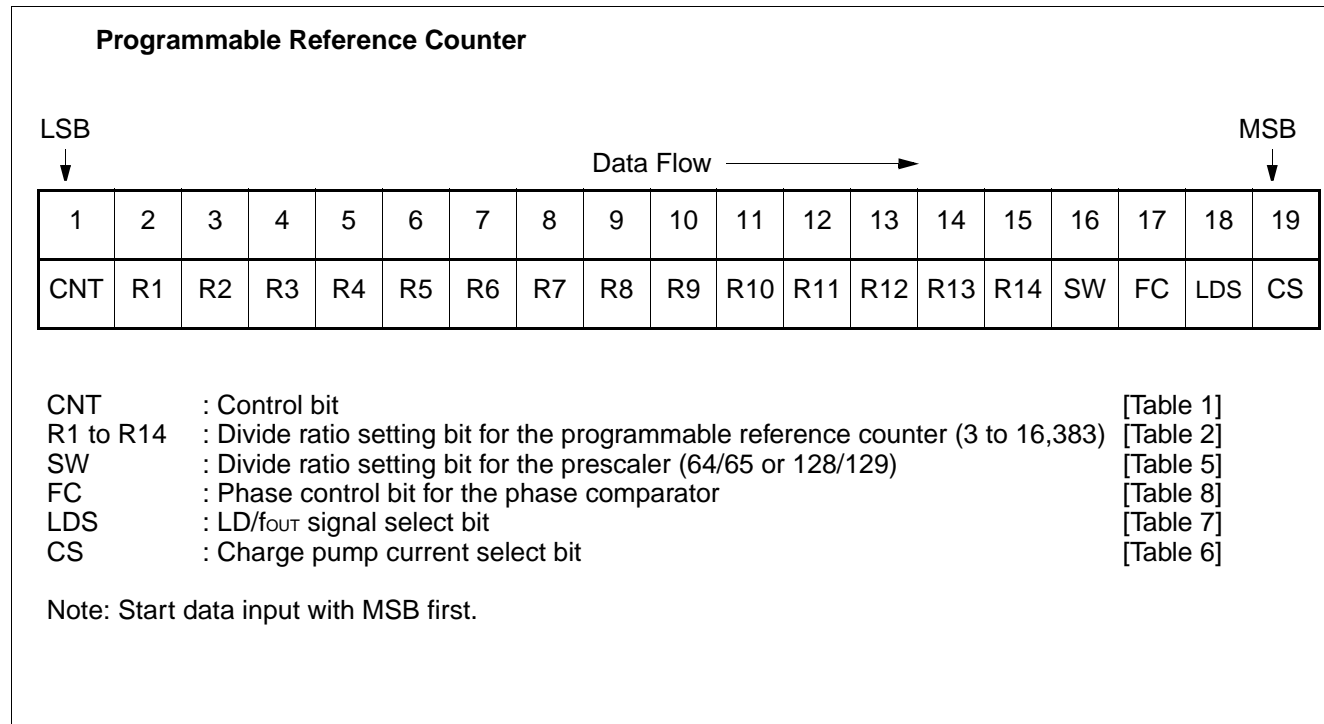 Programmable Reference Counter
LSB MSB
Data Flow
1 2 3 4 5 6 7 8 9 10 11 12 13 14 15 16 17 18 19
CNT R1 R2 R3 R4 R5 R6 R7 R8 R9 R10 R11 R12 R13 R14 SW FC LDS CS
CNT : Control bit [Table 1]
R1 to R14 : Divide ratio setting bit for the programmable reference counter (3 to 16,383) [Table 2]
SW : Divide ratio setting bit for the prescaler (64/65 or 128/129) [Table 5]
FC : Phase control bit for the phase comparator [Table 8]
LDS : LD/fOUT signal select bit [Table 7]
CS : Charge pump current select bit [Table 6]
Note: Start data input with MSB first.